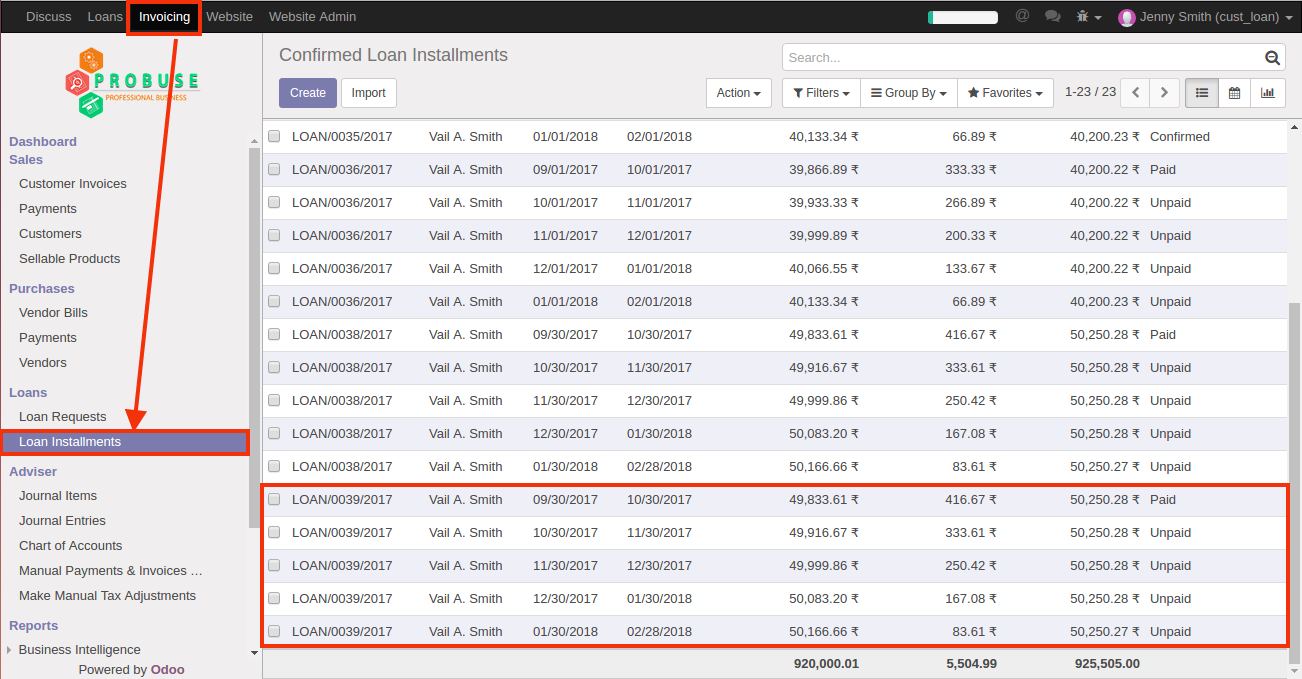 Discuss Loans Invoicing Website Website Admin @ Jenny Smith (cust_loan)
PROBUSE
PROFESSIONAL BUSINESS
Confirmed Loan Installments Search...
Create Import Action Filters Group By Favorites 1-23 / 23
Dashboard
Sales
Customer Invoices
Payments
Customers
Sellable Products
Purchases
Vendor Bills
Payments
Vendors
Loans
Loan Requests
Loan Installments
Adviser
Journal Items
Journal Entries
Chart of Accounts
Manual Payments & Invoices ...
Make Manual Tax Adjustments
Reports
Business Intelligence
Powered by Odoo
LOAN/0035/2017 Vail A. Smith 01/01/2018 02/01/2018 40,133.34 ₹ 66.89 ₹ 40,200.23 ₹ Confirmed
LOAN/0036/2017 Vail A. Smith 09/01/2017 10/01/2017 39,866.89 ₹ 333.33 ₹ 40,200.22 ₹ Paid
LOAN/0036/2017 Vail A. Smith 10/01/2017 11/01/2017 39,933.33 ₹ 266.89 ₹ 40,200.22 ₹ Unpaid
LOAN/0036/2017 Vail A. Smith 11/01/2017 12/01/2017 39,999.89 ₹ 200.33 ₹ 40,200.22 ₹ Unpaid
LOAN/0036/2017 Vail A. Smith 12/01/2017 01/01/2018 40,066.55 ₹ 133.67 ₹ 40,200.22 ₹ Unpaid
LOAN/0036/2017 Vail A. Smith 01/01/2018 02/01/2018 40,133.34 ₹ 66.89 ₹ 40,200.23 ₹ Unpaid
LOAN/0038/2017 Vail A. Smith 09/30/2017 10/30/2017 49,833.61 ₹ 416.67 ₹ 50,250.28 ₹ Paid
LOAN/0038/2017 Vail A. Smith 10/30/2017 11/30/2017 49,916.67 ₹ 333.61 ₹ 50,250.28 ₹ Unpaid
LOAN/0038/2017 Vail A. Smith 11/30/2017 12/30/2017 49,999.86 ₹ 250.42 ₹ 50,250.28 ₹ Unpaid
LOAN/0038/2017 Vail A. Smith 12/30/2017 01/30/2018 50,083.20 ₹ 167.08 ₹ 50,250.28 ₹ Unpaid
LOAN/0038/2017 Vail A. Smith 01/30/2018 02/28/2018 50,166.66 ₹ 83.61 ₹ 50,250.27 ₹ Unpaid
LOAN/0039/2017 Vail A. Smith 09/30/2017 10/30/2017 49,833.61 ₹ 416.67 ₹ 50,250.28 ₹ Paid
LOAN/0039/2017 Vail A. Smith 10/30/2017 11/30/2017 49,916.67 ₹ 333.61 ₹ 50,250.28 ₹ Unpaid
LOAN/0039/2017 Vail A. Smith 11/30/2017 12/30/2017 49,999.86 ₹ 250.42 ₹ 50,250.28 ₹ Unpaid
LOAN/0039/2017 Vail A. Smith 12/30/2017 01/30/2018 50,083.20 ₹ 167.08 ₹ 50,250.28 ₹ Unpaid
LOAN/0039/2017 Vail A. Smith 01/30/2018 02/28/2018 50,166.66 ₹ 83.61 ₹ 50,250.27 ₹ Unpaid
920,000.01 5,504.99 925,505.00